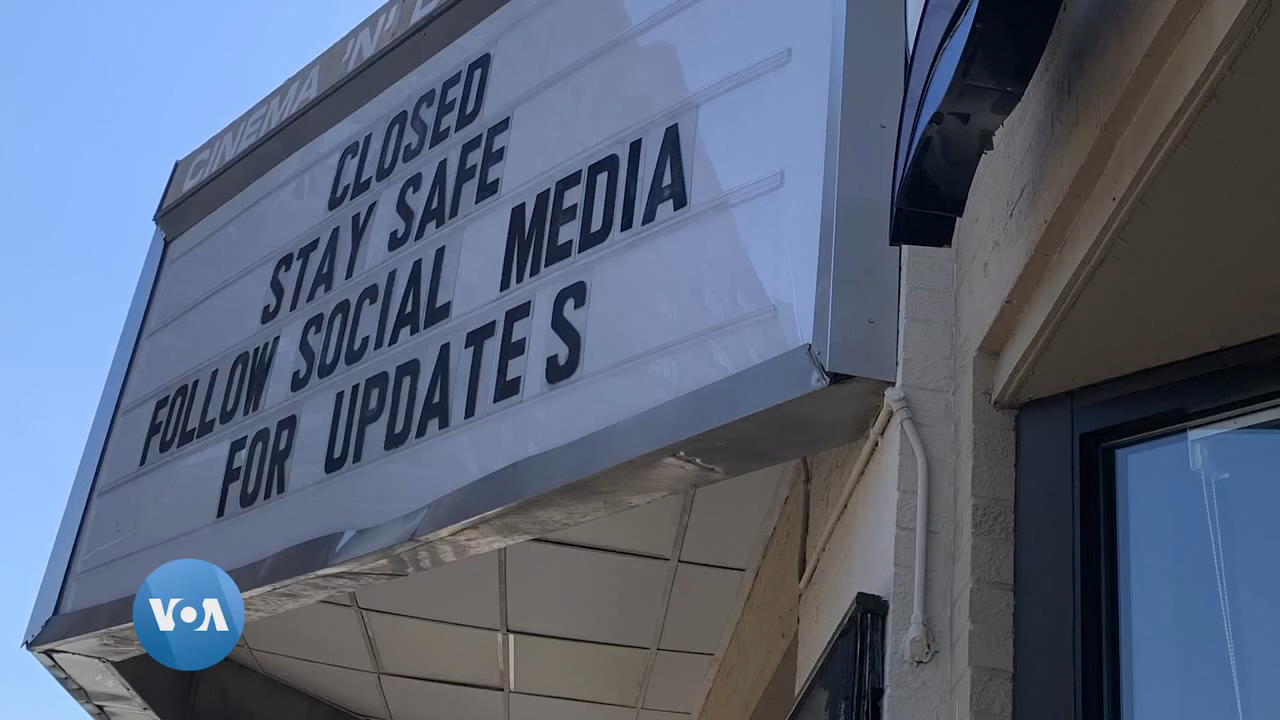 CINEMA 'N'
CLOSED
STAY SAFE
FOLLOW SOCIAL MEDIA
FOR UPDATES
VOA